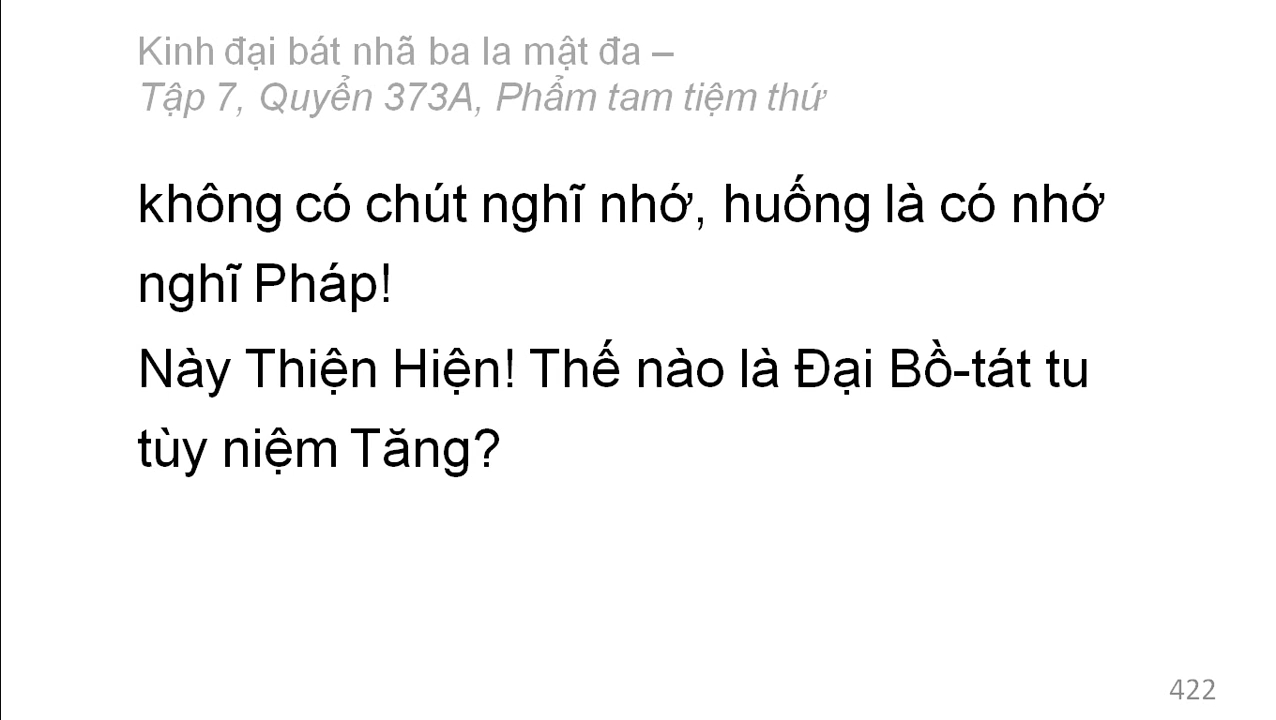 Kinh đại bát nhã ba la mật đa –
Tập 7, Quyển 373A, Phẩm tam tiệm thứ
không có chút nghĩ nhớ, huống là có nhớ
nghĩ Pháp!
Này Thiện Hiện! Thế nào là Đại Bồ-tát tu
tùy niệm Tăng?
422